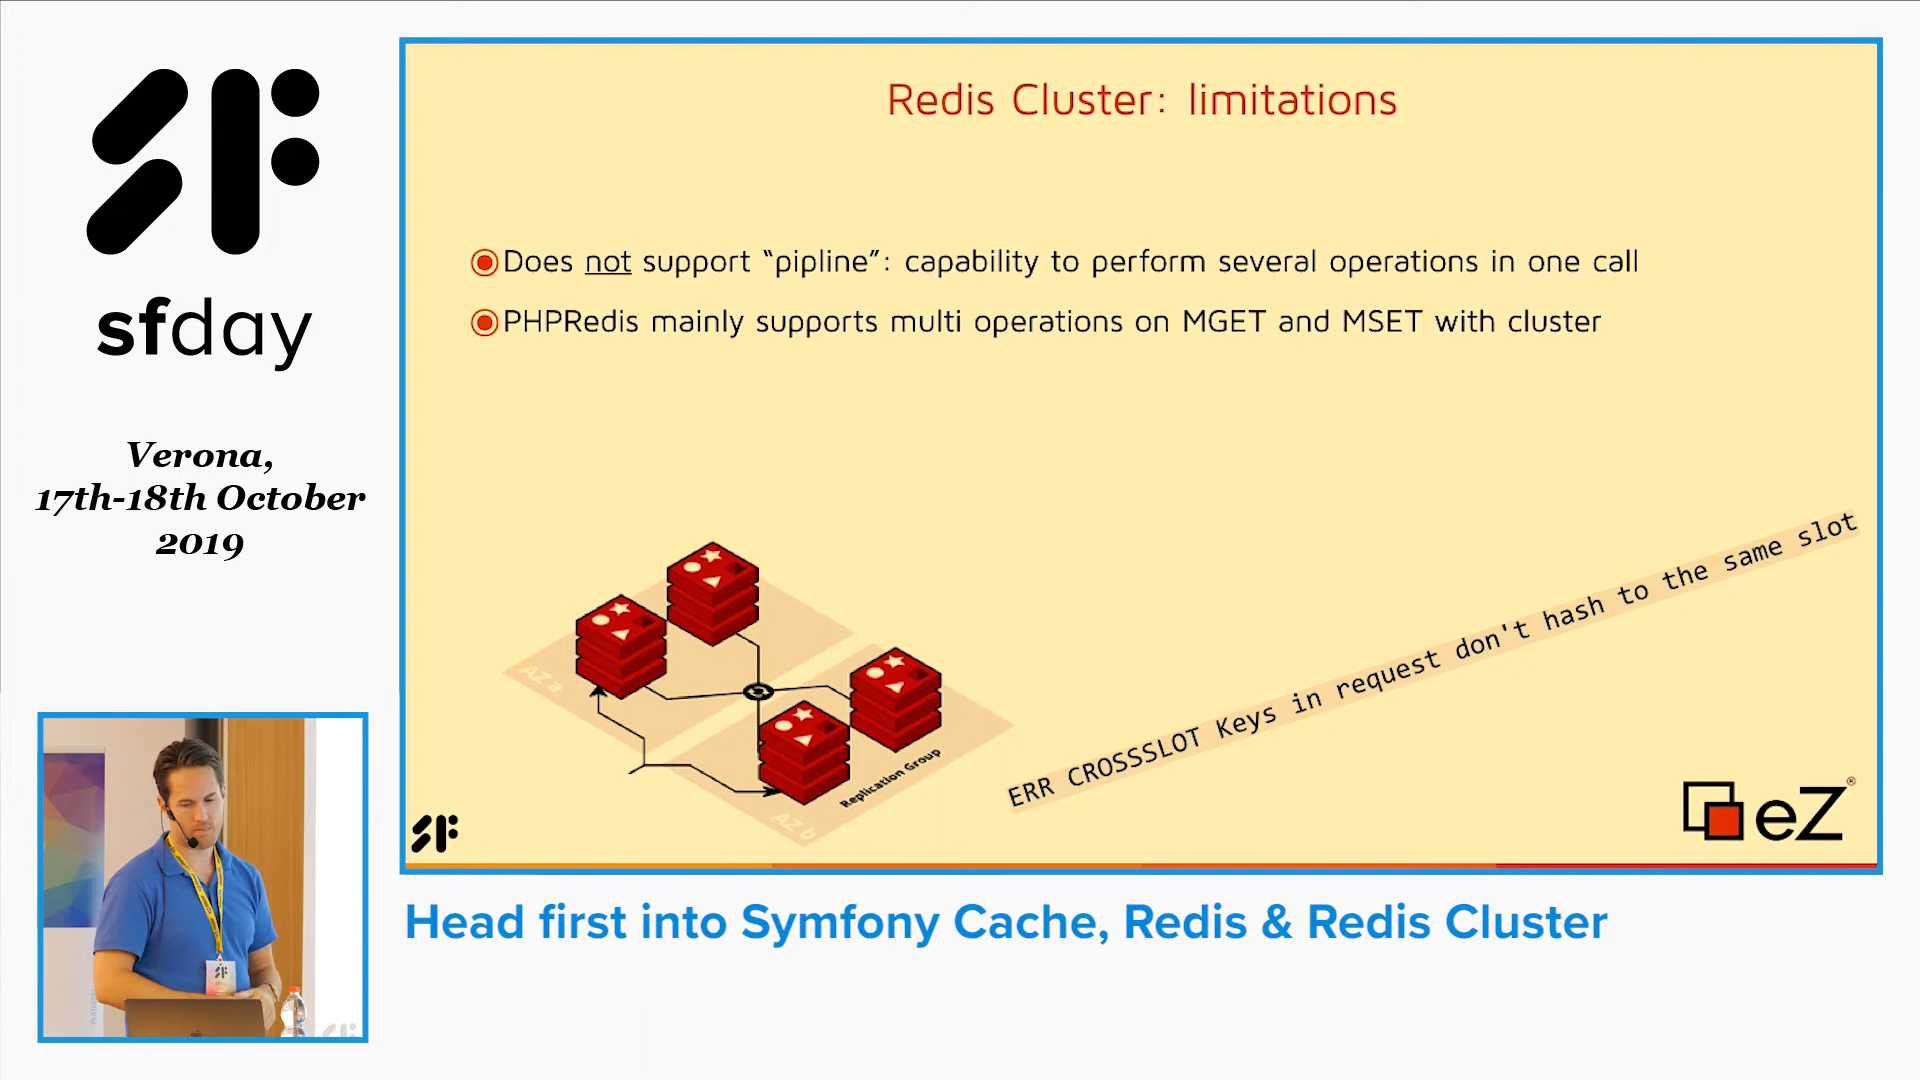 sfday
Verona,
17th-18th October
2019
Redis Cluster: limitations
Does not support “pipline”: capability to perform several operations in one call
PHPRedis mainly supports multi operations on MGET and MSET with cluster
AZ a
Replication Group
AZ b
ERR CROSSSLOT Keys in request don't hash to the same slot
eZ®
Head first into Symfony Cache, Redis & Redis Cluster